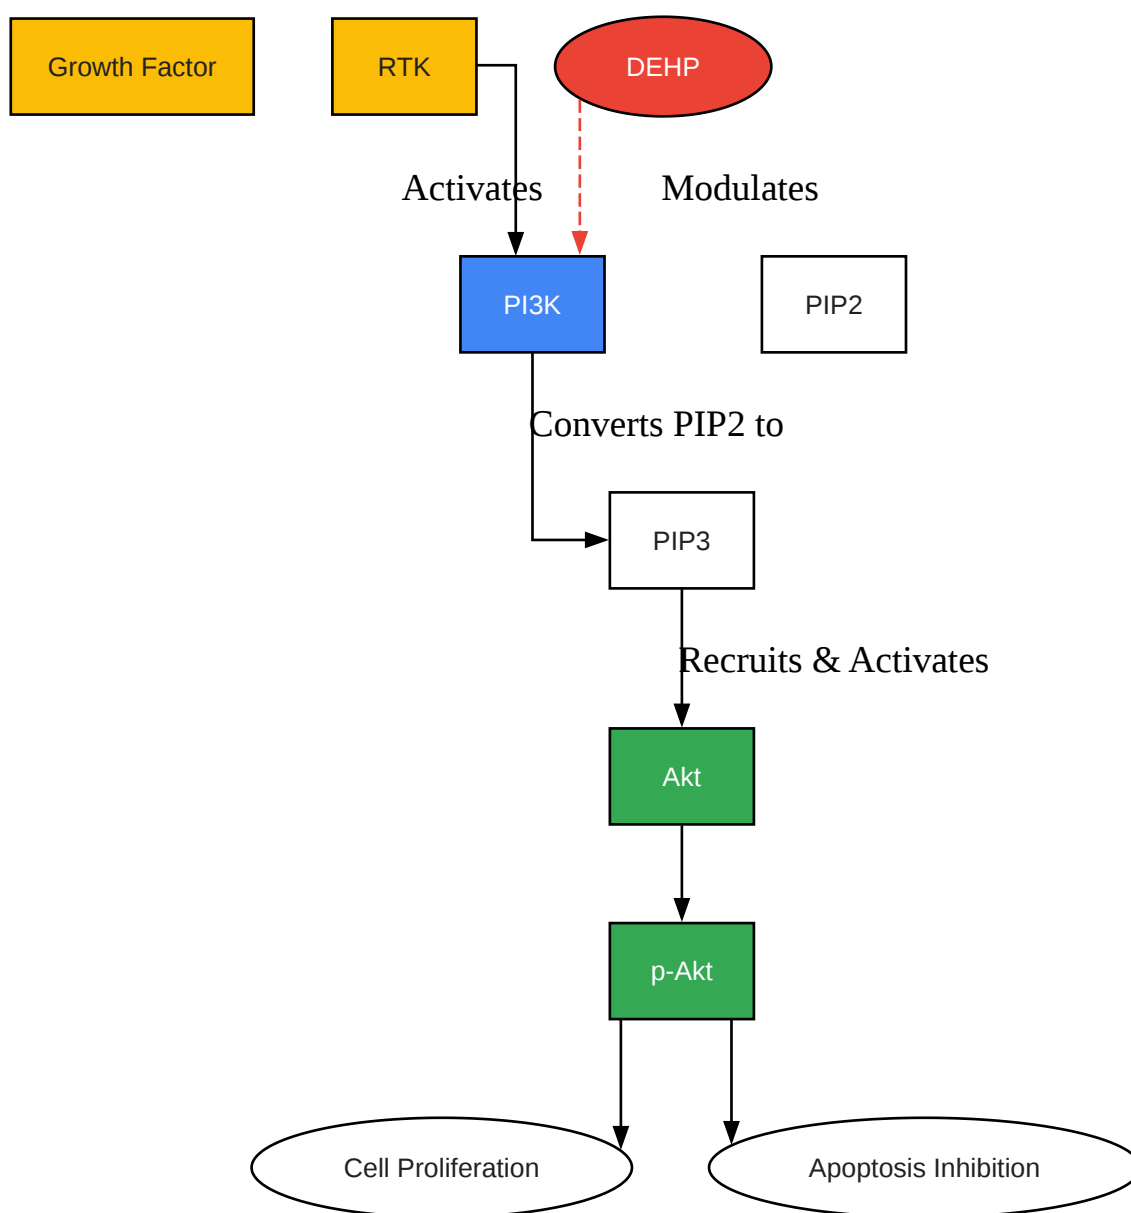 Growth Factor
RTK
DEHP
Activates
Modulates
PI3K
PIP2
Converts PIP2 to
PIP3
Recruits & Activates
Akt
p-Akt
Cell Proliferation
Apoptosis Inhibition